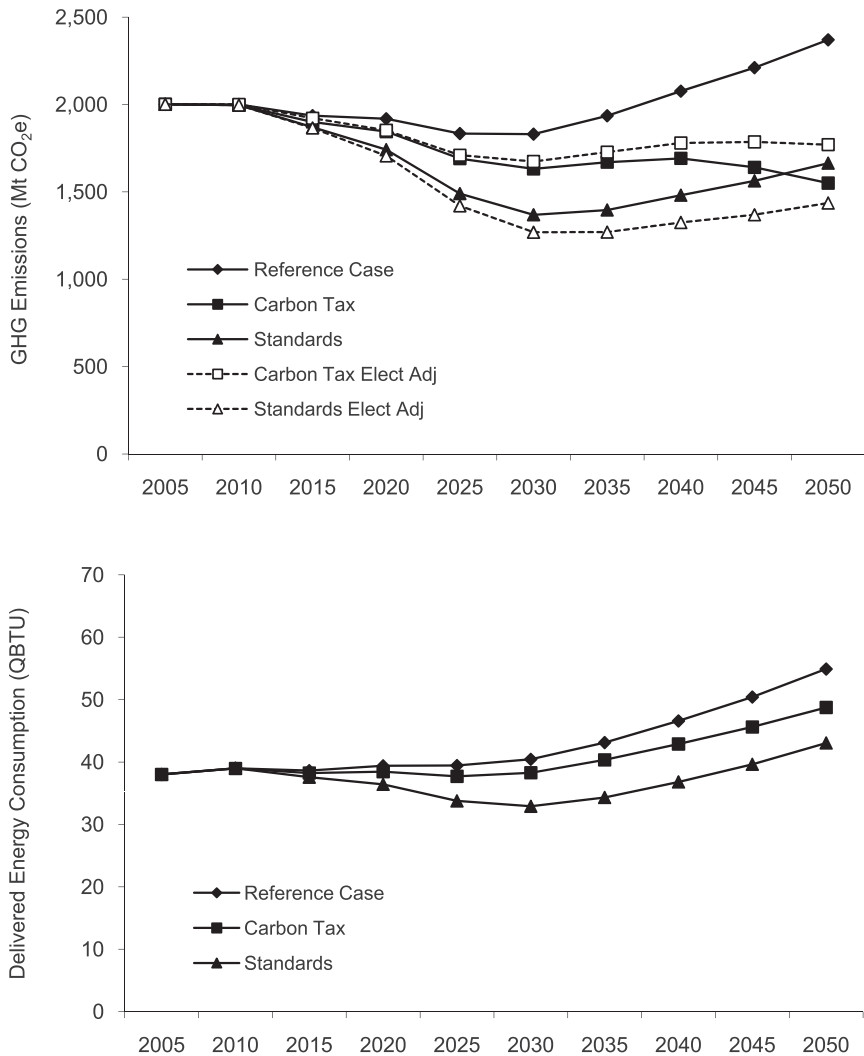 GHG Emissions (Mt CO₂e)
2,500
2,000
1,500
1,000
500
0
Reference Case
Carbon Tax
Standards
Carbon Tax Elect Adj
Standards Elect Adj
2005 2010 2015 2020 2025 2030 2035 2040 2045 2050
Delivered Energy Consumption (QBTU)
70
60
50
40
30
20
10
0
Reference Case
Carbon Tax
Standards
2005 2010 2015 2020 2025 2030 2035 2040 2045 2050